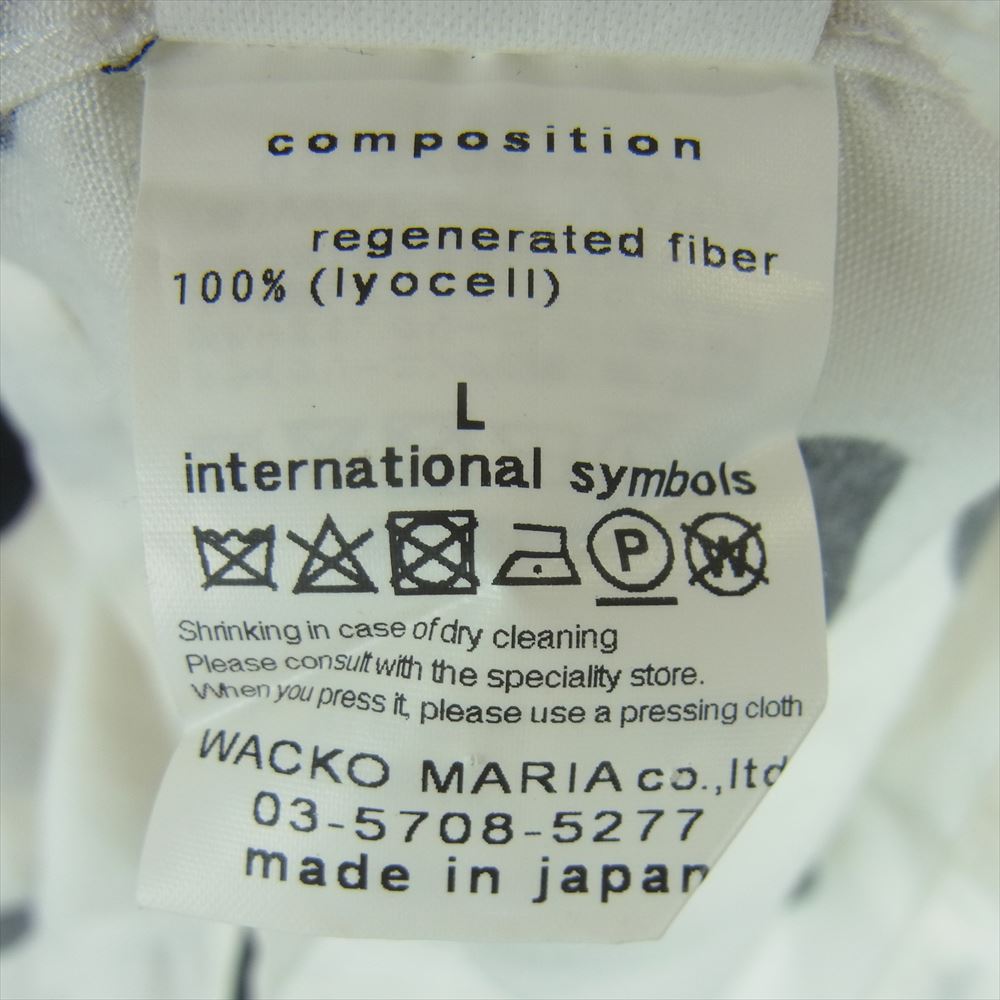 composition
regenerated fiber
100% (lyocell)
L
international symbols
P W
Shrinking in case of dry cleaning
Please consult with the speciality store.
When you press it, please use a pressing cloth
WACKO MARIA co.,ltd
03-5708-5277
made in japan